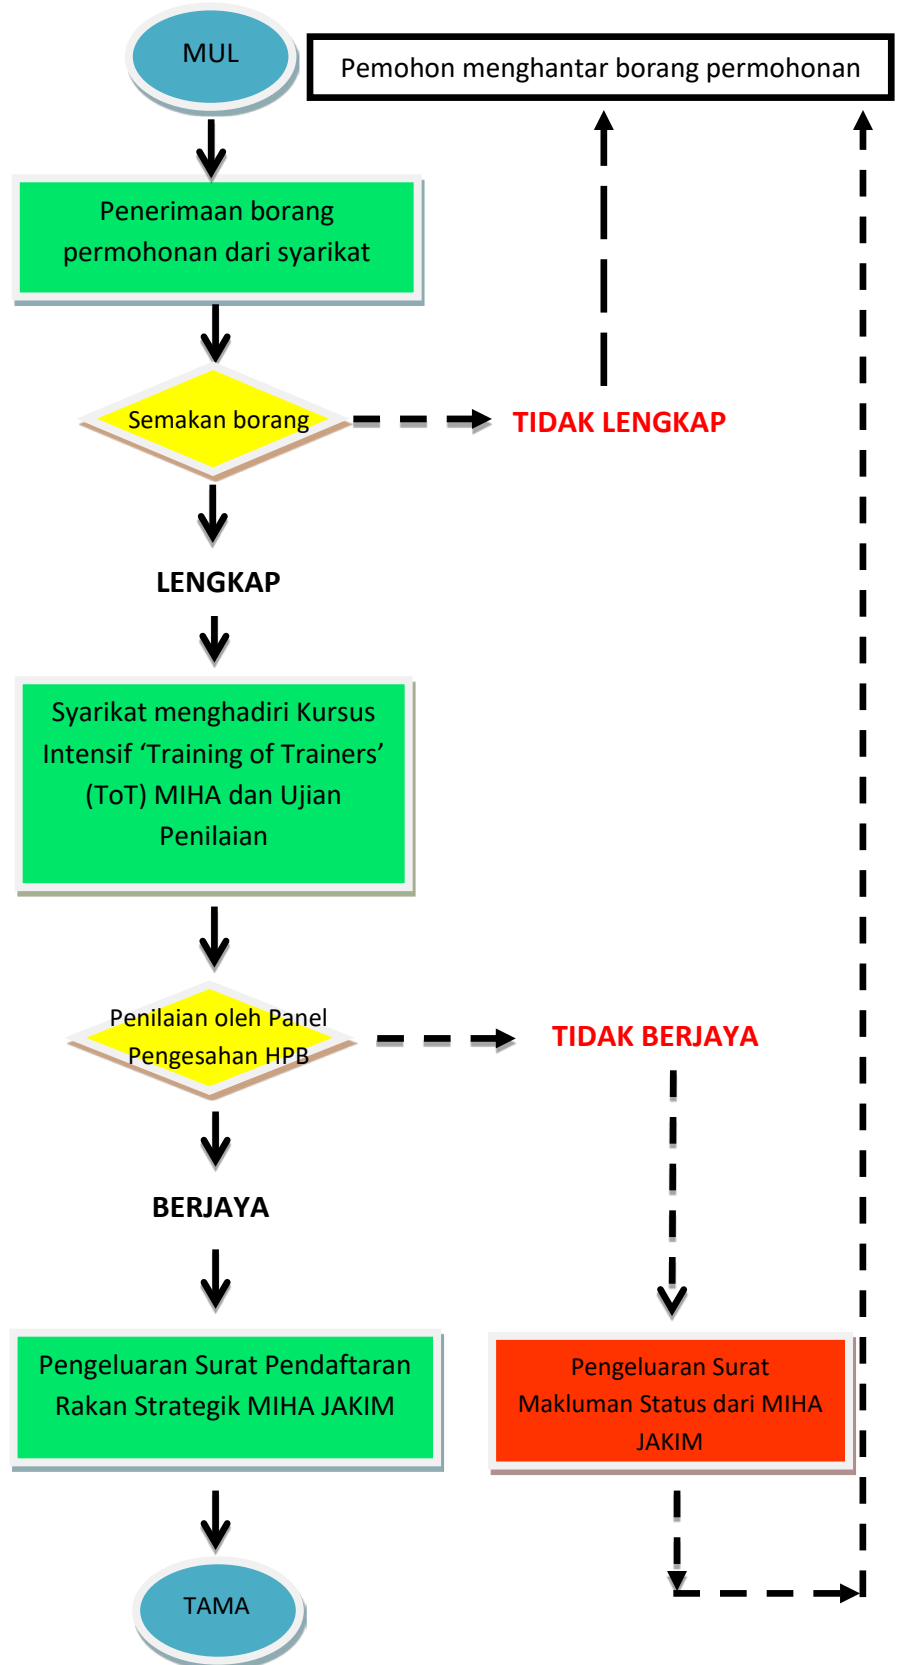 MUL
Pemohon menghantar borang permohonan
Penerimaan borang
permohonan dari syarikat
Semakan borang
TIDAK LENGKAP
LENGKAP
Syarikat menghadiri Kursus
Intensif ‘Training of Trainers’
(ToT) MIHA dan Ujian
Penilaian
Penilaian oleh Panel
Pengesahan HPB
TIDAK BERJAYA
BERJAYA
Pengeluaran Surat Pendaftaran
Rakan Strategik MIHA JAKIM
Pengeluaran Surat
Makluman Status dari MIHA
JAKIM
TAMA